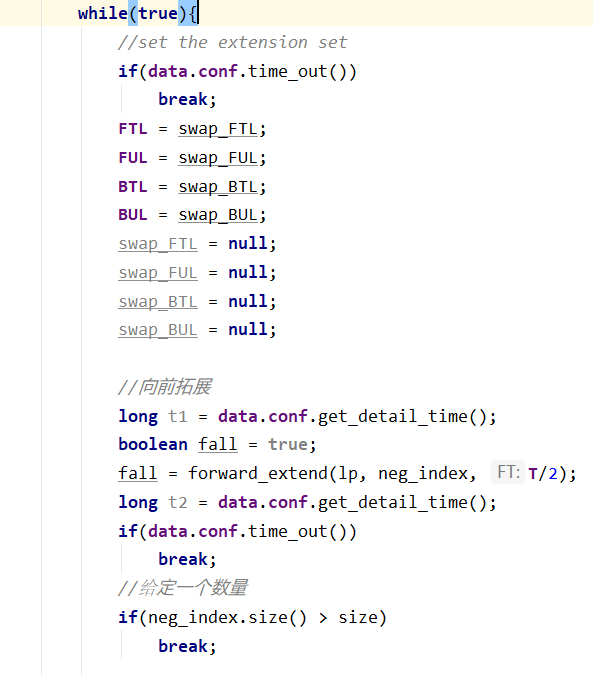 while(true){
//set the extension set
if(data.conf.time_out())
break;
FTL = swap_FTL;
FUL = swap_FUL;
BTL = swap_BTL;
BUL = swap_BUL;
swap_FTL = null;
swap_FUL = null;
swap_BTL = null;
swap_BUL = null;
//向前拓展
long t1 = data.conf.get_detail_time();
boolean fall = true;
fall = forward_extend(lp, neg_index, FT: T/2);
long t2 = data.conf.get_detail_time();
if(data.conf.time_out())
break;
//给定一个数量
if(neg_index.size() > size)
break;